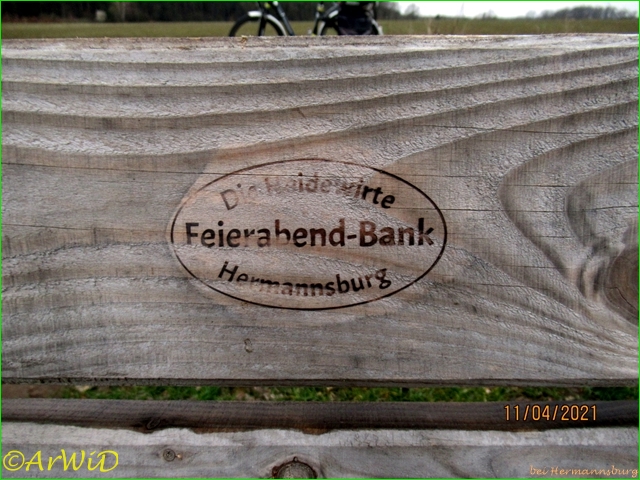 Die Heidewirte
Feierabend-Bank
Hermannsburg
11/04/2021
©ArWiD
bei Hermannsburg